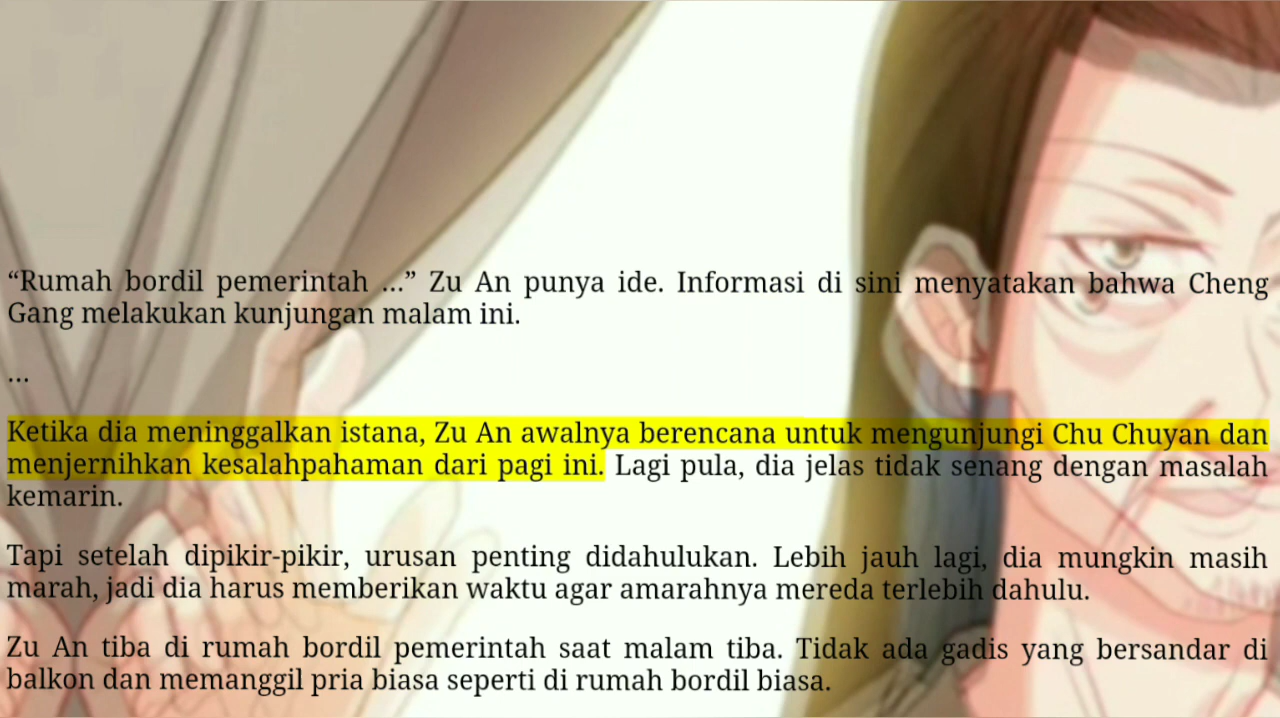 “Rumah bordil pemerintah ...” Zu An punya ide. Informasi di sini menyatakan bahwa Cheng
Gang melakukan kunjungan malam ini.
...
Ketika dia meninggalkan istana, Zu An awalnya berencana untuk mengunjungi Chu Chuyan dan
menjernihkan kesalahpahaman dari pagi ini. Lagi pula, dia jelas tidak senang dengan masalah
kemarin.
Tapi setelah dipikir-pikir, urusan penting didahulukan. Lebih jauh lagi, dia mungkin masih
marah, jadi dia harus memberikan waktu agar amarahnya mereda terlebih dahulu.
Zu An tiba di rumah bordil pemerintah saat malam tiba. Tidak ada gadis yang bersandar di
balkon dan memanggil pria biasa seperti di rumah bordil biasa.